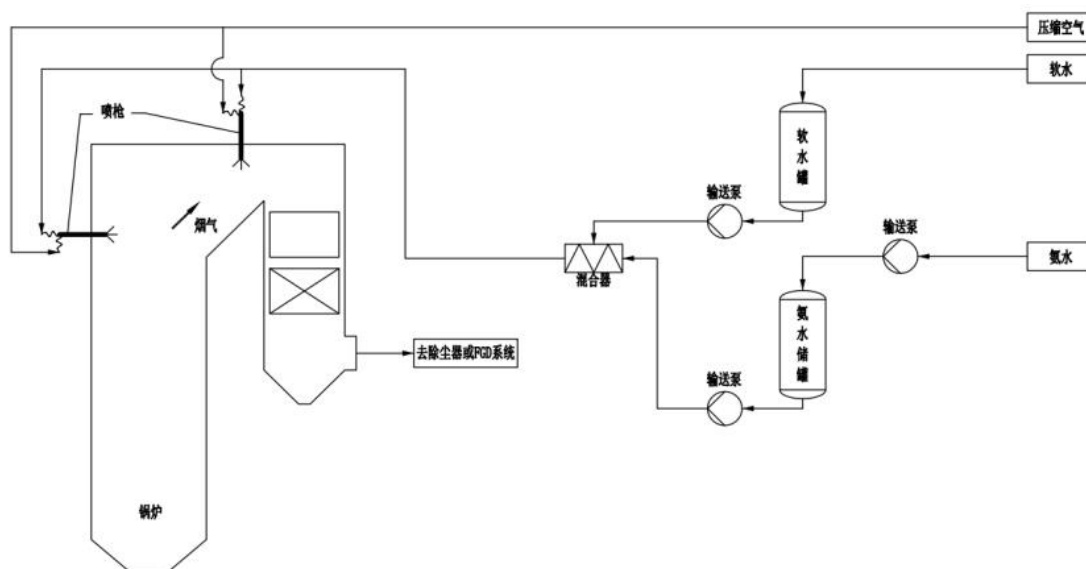 压缩空气
软水
喷枪
软水罐
输送泵
烟气
输送泵
氨水
混合器
氨水储罐
去除尘器或FGD系统
输送泵
锅炉